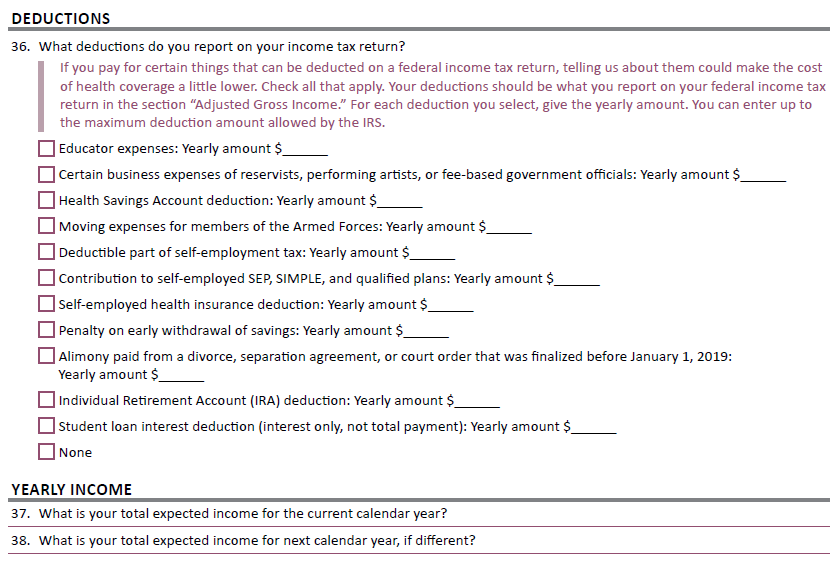 DEDUCTIONS
36. What deductions do you report on your income tax return?
If you pay for certain things that can be deducted on a federal income tax return, telling us about them could make the cost
of health coverage a little lower. Check all that apply. Your deductions should be what you report on your federal income tax
return in the section “Adjusted Gross Income.” For each deduction you select, give the yearly amount. You can enter up to
the maximum deduction amount allowed by the IRS.
Educator expenses: Yearly amount $______
Certain business expenses of reservists, performing artists, or fee-based government officials: Yearly amount $______
Health Savings Account deduction: Yearly amount $______
Moving expenses for members of the Armed Forces: Yearly amount $______
Deductible part of self-employment tax: Yearly amount $______
Contribution to self-employed SEP, SIMPLE, and qualified plans: Yearly amount $______
Self-employed health insurance deduction: Yearly amount $______
Penalty on early withdrawal of savings: Yearly amount $______
Alimony paid from a divorce, separation agreement, or court order that was finalized before January 1, 2019:
Yearly amount $______
Individual Retirement Account (IRA) deduction: Yearly amount $______
Student loan interest deduction (interest only, not total payment): Yearly amount $______
None
YEARLY INCOME
37. What is your total expected income for the current calendar year?
38. What is your total expected income for next calendar year, if different?